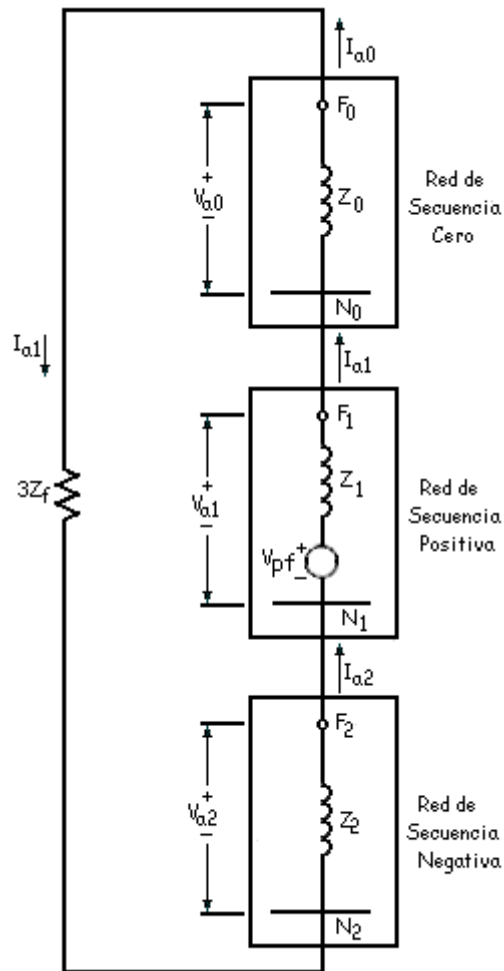 Ia0
F0
Va0
+
-
Z0
Red de
Secuencia
Cero
N0
Ia1
Ia1
F1
Va1
+
-
Z1
Red de
Secuencia
Positiva
3Zf
Vpf
+
-
N1
Ia2
F2
Va2
+
-
Z2
Red de
Secuencia
Negativa
N2